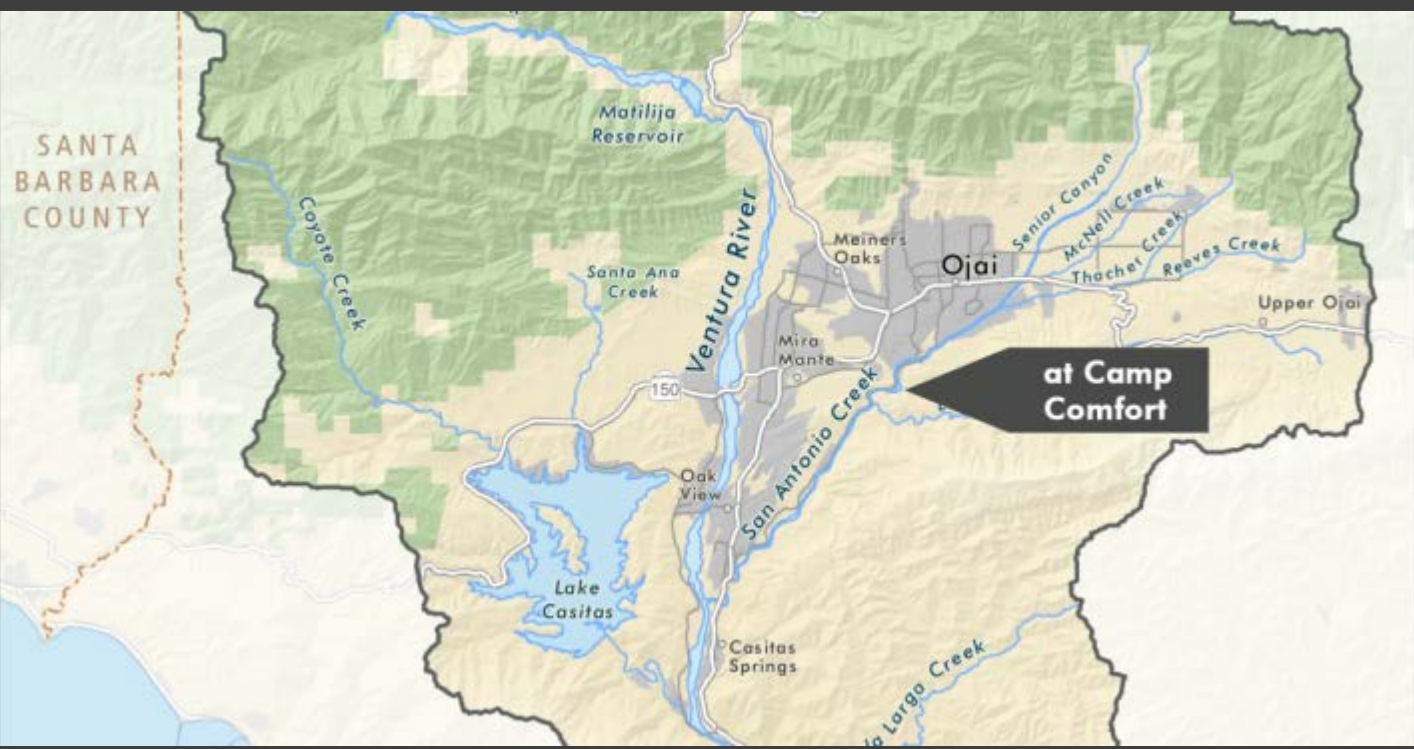 SANTA
BARBARA
COUNTY
Matilija
Reservoir
Coyote Creek
Santa Ana
Creek
Ventura River
Meiners
Oaks
Ojai
Senior Canyon
McNell Creek
Thacher Creek
Reeves Creek
Upper Ojai
Mira
Mante
150
at Camp
Comfort
San Antonio Creek
Oak
View
Lake
Casitas
Casitas
Springs
Larga Creek